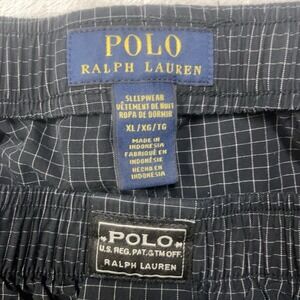 POLO
RALPH LAUREN
SLEEPWEAR
VÊTEMENT DE NUIT
ROPA DE DORMIR
XL/XG/TG
MADE IN
INDONESIA
FABRIQUÉ EN
INDONÉSIE
HECHO EN
INDONESIA
POLO
U.S. REG. PAT. & TM OFF.
RALPH LAUREN